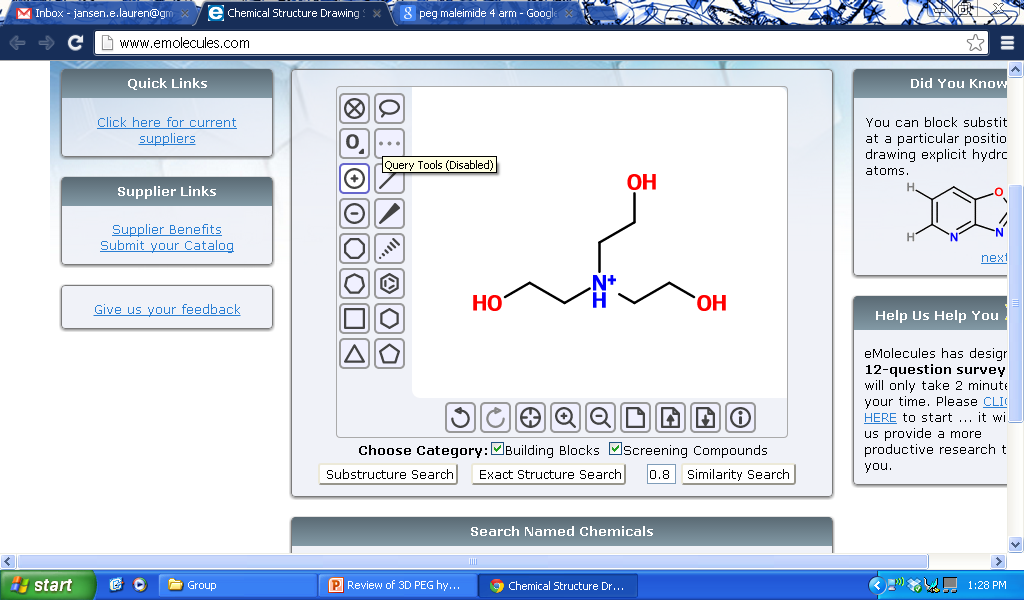 Inbox - jansen.e.lauren@gm
Chemical Structure Drawing
peg maleimide 4 arm - Google
www.emolecules.com
Quick Links
Click here for current
suppliers
Supplier Links
Supplier Benefits
Submit your Catalog
Give us your feedback
O
Query Tools (Disabled)
OH
N+
H
HO
OH
Choose Category: Building Blocks Screening Compounds
Substructure Search Exact Structure Search 0.8 Similarity Search
Search Named Chemicals
Did You Know
You can block substit
at a particular positio
drawing explicit hydro
atoms.
H
O
H
N
N
next
Help Us Help You
eMolecules has design
12-question survey
will only take 2 minute
your time. Please CLIC
HERE to start ... it wi
us provide a more
productive research t
you.
start
Group
Review of 3D PEG hy...
Chemical Structure Dr...
1:28 PM